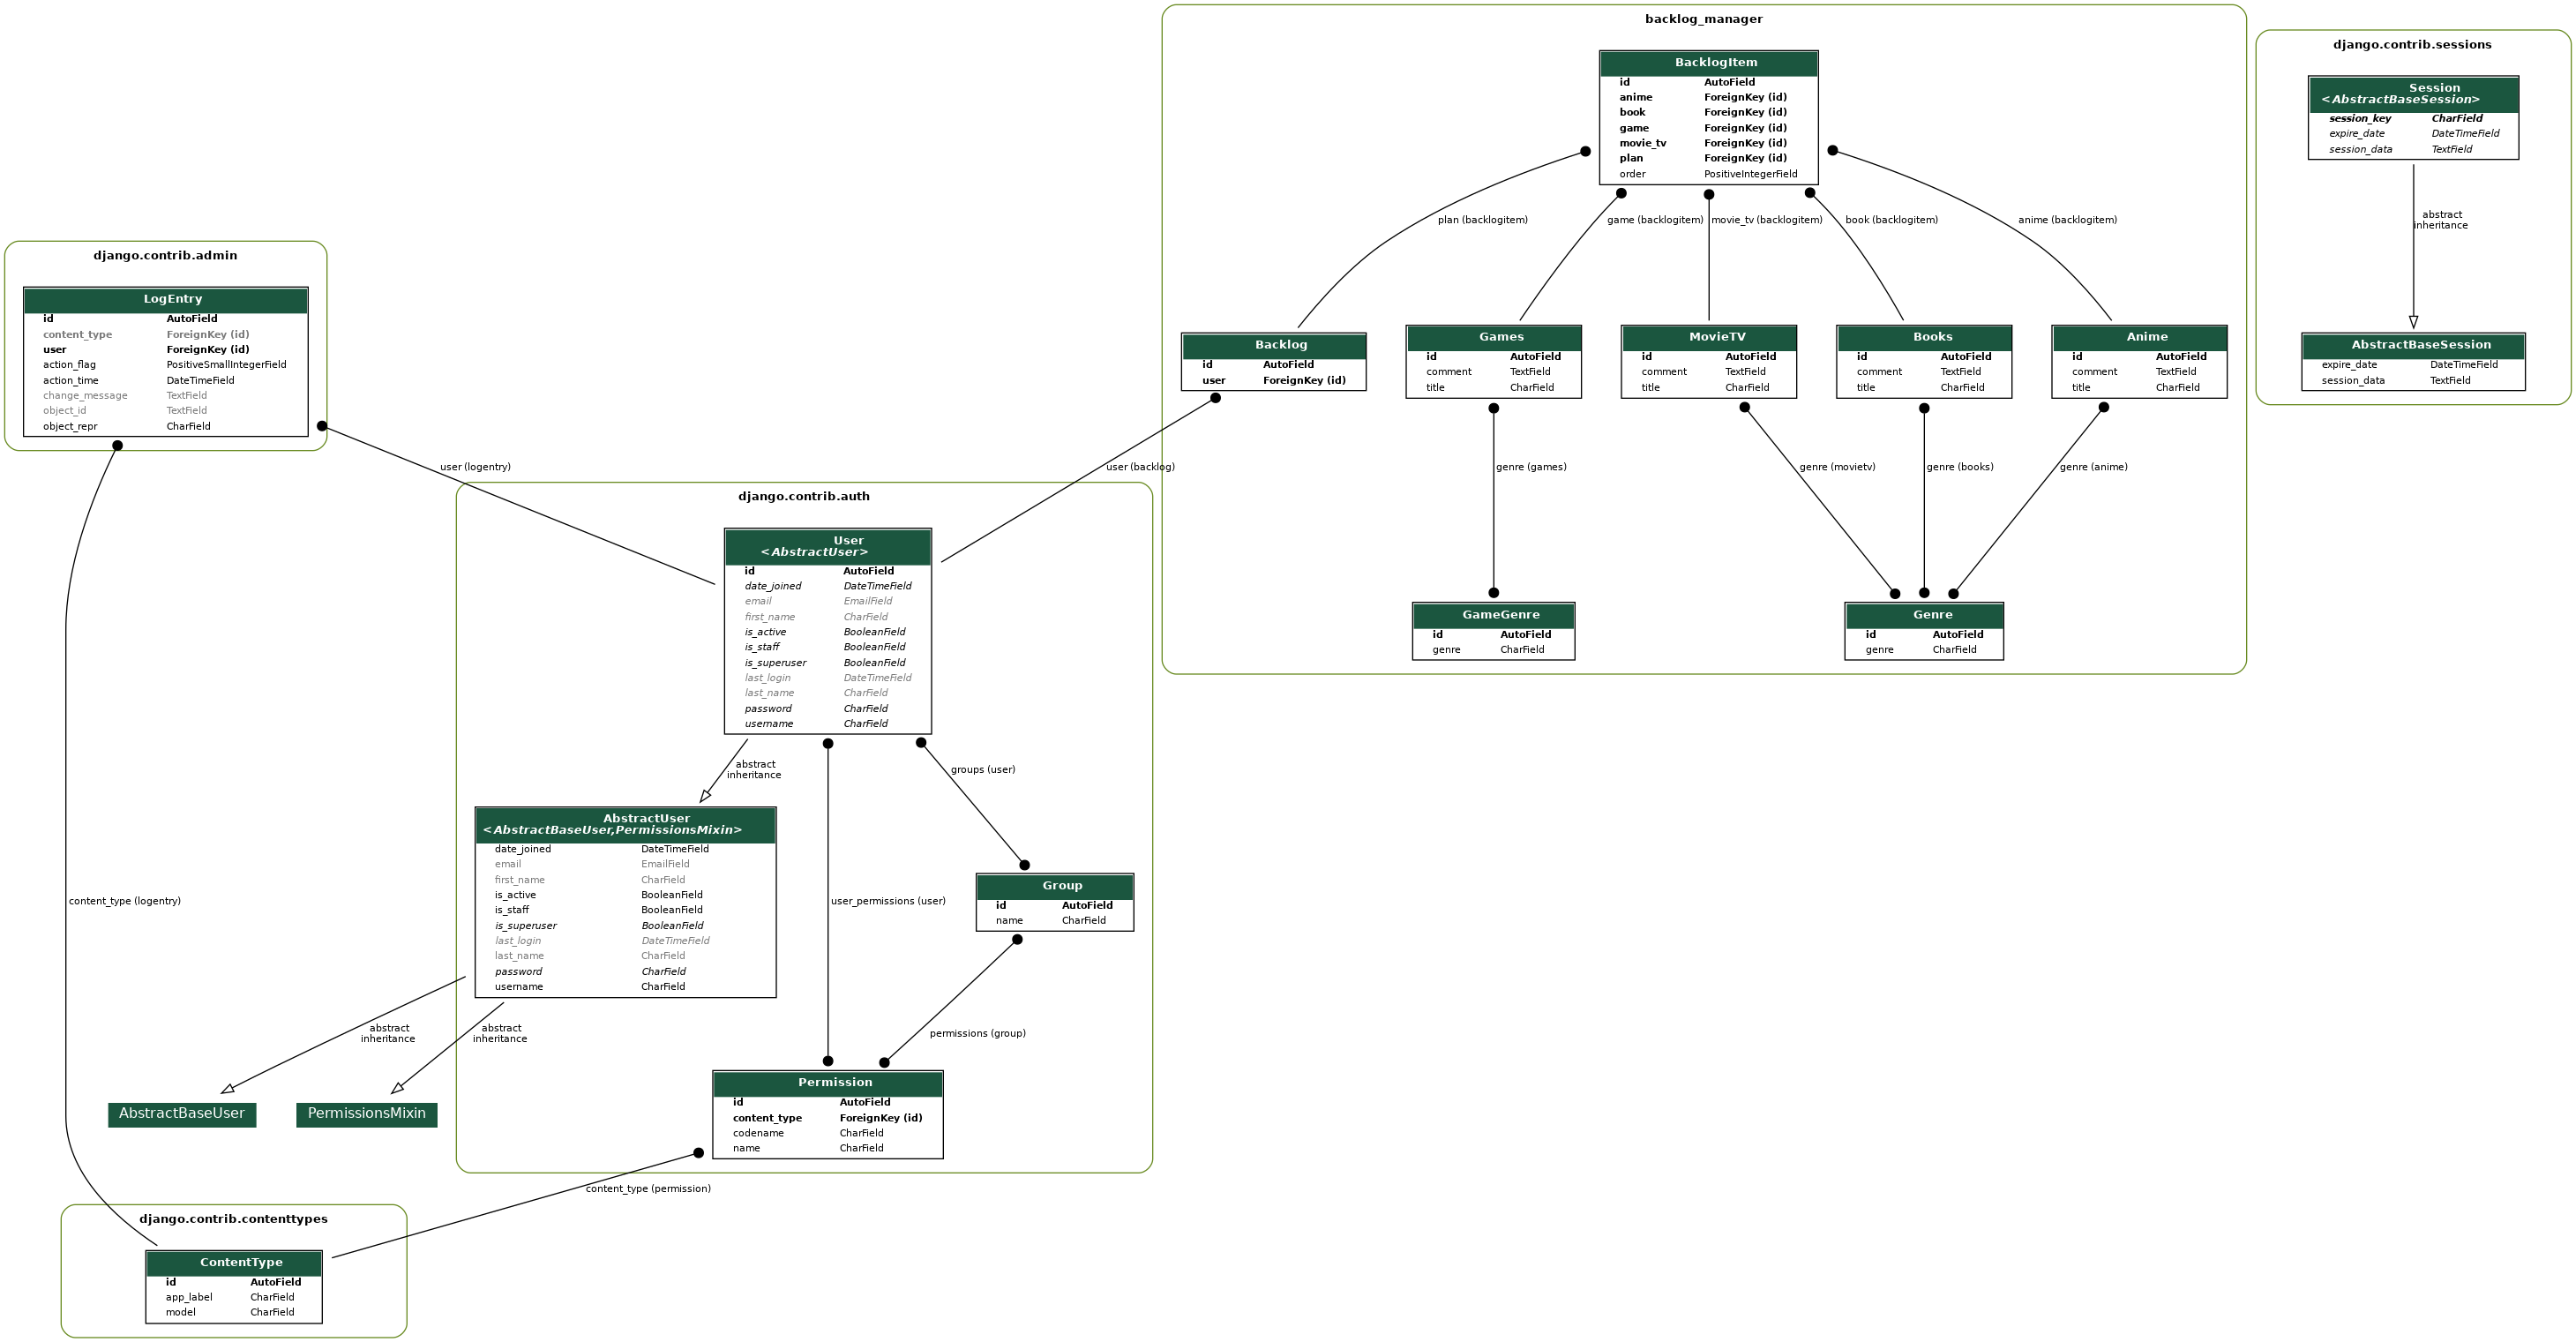 backlog_manager
BacklogItem
id AutoField
anime ForeignKey (id)
book ForeignKey (id)
game ForeignKey (id)
movie_tv ForeignKey (id)
plan ForeignKey (id)
order PositiveIntegerField
plan (backlogitem)
game (backlogitem)
movie_tv (backlogitem)
book (backlogitem)
anime (backlogitem)
Backlog
id AutoField
user ForeignKey (id)
Games
id AutoField
comment TextField
title CharField
MovieTV
id AutoField
comment TextField
title CharField
Books
id AutoField
comment TextField
title CharField
Anime
id AutoField
comment TextField
title CharField
user (backlog)
genre (games)
genre (movietv)
genre (books)
genre (anime)
GameGenre
id AutoField
genre CharField
Genre
id AutoField
genre CharField
django.contrib.sessions
Session
<AbstractBaseSession>
session_key CharField
expire_date DateTimeField
session_data TextField
abstract
inheritance
AbstractBaseSession
expire_date DateTimeField
session_data TextField
django.contrib.admin
LogEntry
id AutoField
content_type ForeignKey (id)
user ForeignKey (id)
action_flag PositiveSmallIntegerField
action_time DateTimeField
change_message TextField
object_id TextField
object_repr CharField
user (logentry)
content_type (logentry)
django.contrib.auth
User
<AbstractUser>
id AutoField
date_joined DateTimeField
email EmailField
first_name CharField
is_active BooleanField
is_staff BooleanField
is_superuser BooleanField
last_login DateTimeField
last_name CharField
password CharField
username CharField
abstract
inheritance
groups (user)
user_permissions (user)
AbstractUser
<AbstractBaseUser,PermissionsMixin>
date_joined DateTimeField
email EmailField
first_name CharField
is_active BooleanField
is_staff BooleanField
is_superuser BooleanField
last_login DateTimeField
last_name CharField
password CharField
username CharField
Group
id AutoField
name CharField
permissions (group)
abstract
inheritance
abstract
inheritance
AbstractBaseUser
PermissionsMixin
Permission
id AutoField
content_type ForeignKey (id)
codename CharField
name CharField
content_type (permission)
django.contrib.contenttypes
ContentType
id AutoField
app_label CharField
model CharField